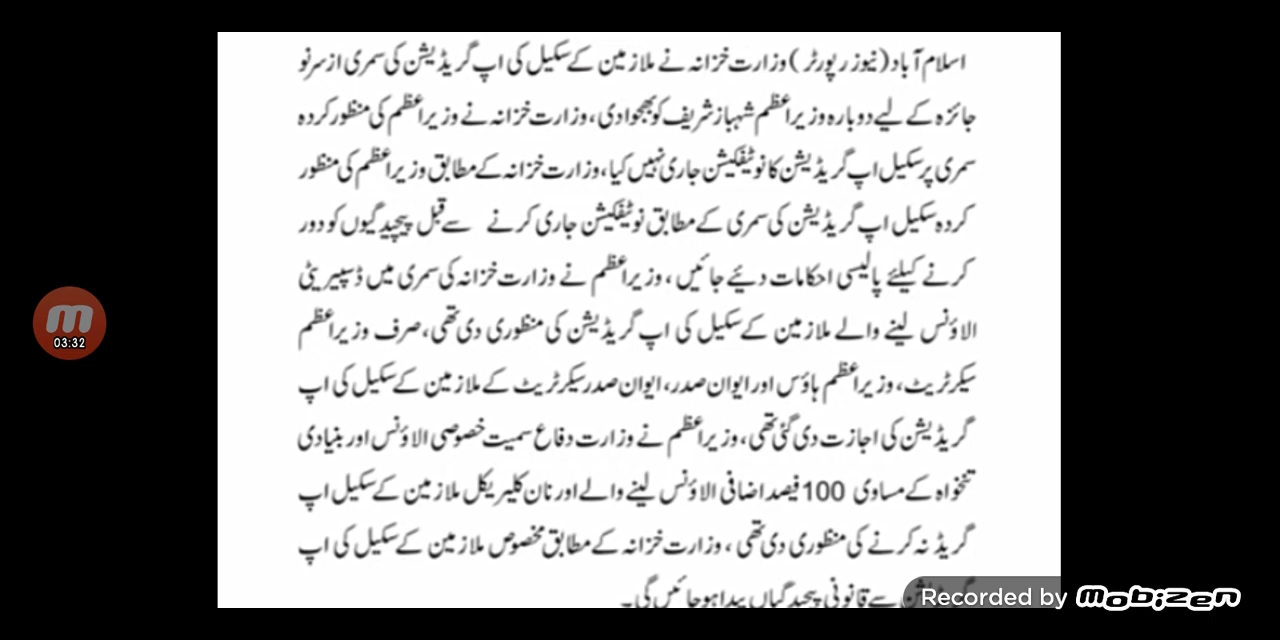 اسلام آباد (نیوز رپورٹر) وزارت خزانہ نے ملازمین کے سکیل کی اپ گریڈیشن کی سمری از سر نو
جائزہ کے لیے دوبارہ وزیراعظم شہباز شریف کو بھجوا دی، وزارت خزانہ نے وزیراعظم کی منظور کردہ
سمری پر سکیل اپ گریڈیشن کا نوٹیفکیشن جاری نہیں کیا، وزارت خزانہ کے مطابق وزیراعظم کی منظور
کردہ سکیل اپ گریڈیشن کی سمری کے مطابق نوٹیفکیشن جاری کرنے سے قبل پیچیدگیوں کو دور
کرنے کیلئے پالیسی احکامات دیئے جائیں، وزیراعظم نے وزارت خزانہ کی سمری میں ڈسپیریٹی
الاؤنس لینے والے ملازمین کے سکیل کی اپ گریڈیشن کی منظوری دی تھی، صرف وزیراعظم
سیکرٹریٹ، وزیراعظم ہاؤس اور ایوان صدر، ایوان صدر سیکرٹریٹ کے ملازمین کے سکیل کی اپ
گریڈیشن کی اجازت دی گئی تھی، وزیراعظم نے وزارت دفاع سمیت خصوصی الاؤنس اور بنیادی
تنخواہ کے مساوی 100 فیصد اضافی الاؤنس لینے والے اور نان کلیریکل ملازمین کے سکیل اپ
گریڈ نہ کرنے کی منظوری دی تھی، وزارت خزانہ کے مطابق مخصوص ملازمین کے سکیل کی اپ
سے قانونی پیچیدگیاں پیدا ہو جائیں گی۔
03:32
Recorded by mobizen